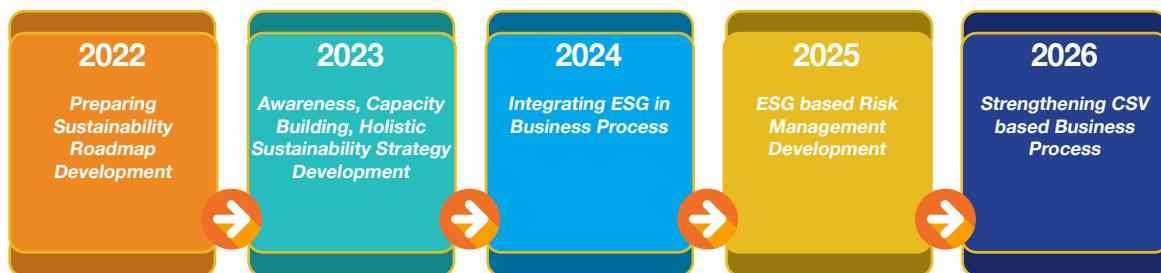 2022
Preparing
Sustainability
Roadmap
Development
2023
Awareness, Capacity
Building, Holistic
Sustainability Strategy
Development
2024
Integrating ESG in
Business Process
2025
ESG based Risk
Management
Development
2026
Strengthening CSV
based Business
Process